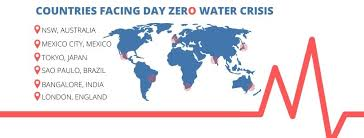 COUNTRIES FACING DAY ZERO WATER CRISIS
NSW, AUSTRALIA
MEXICO CITY, MEXICO
TOKYO, JAPAN
SAO PAULO, BRAZIL
BANGALORE, INDIA
LONDON, ENGLAND